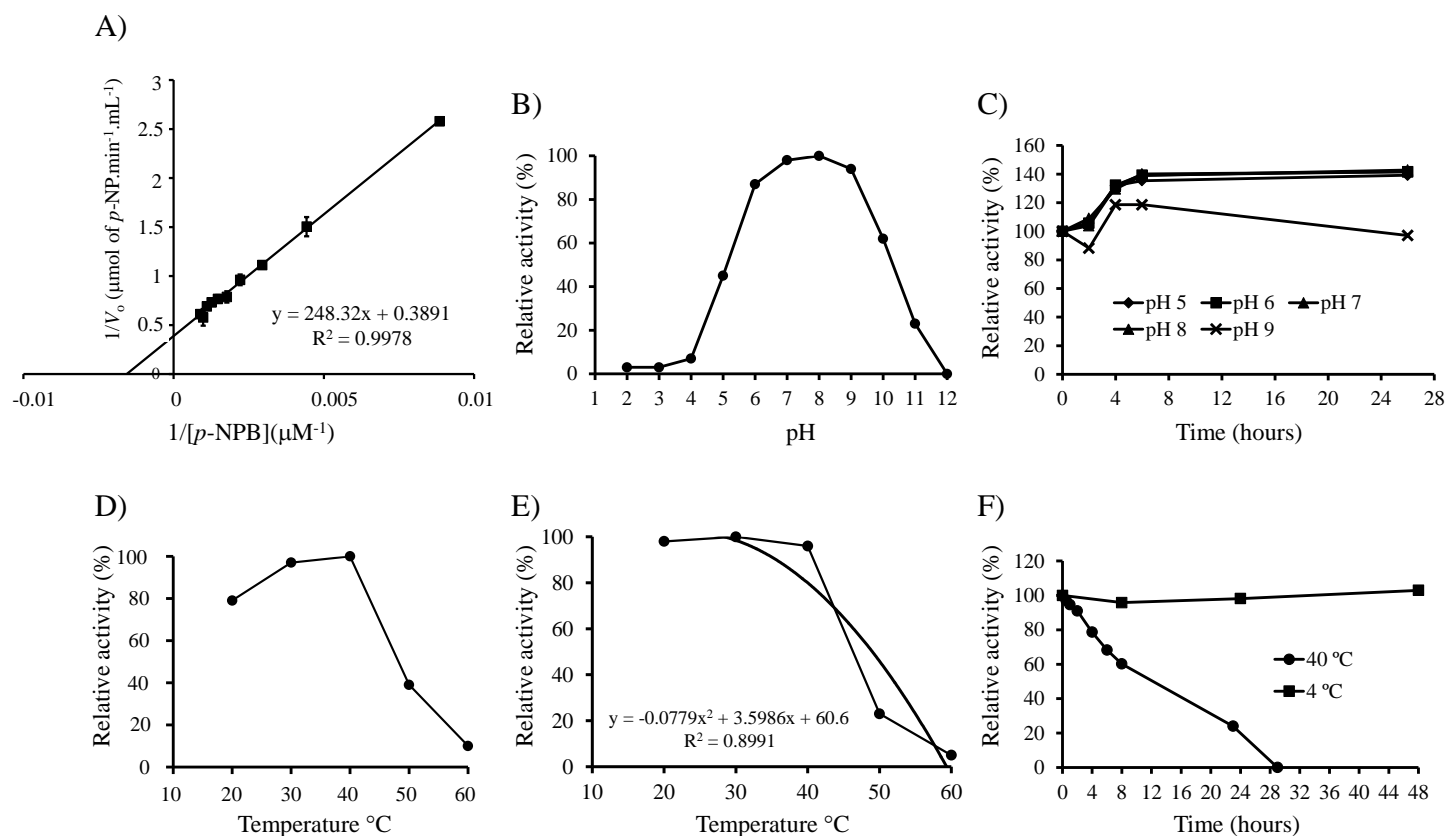 A)
1/Vo (μmol of p-NP.min-1.mL-1)
3
2.5
2
1.5
1
0.5
0
y = 248.32x + 0.3891
R² = 0.9978
-0.01 0 0.005 0.01
1/[p-NPB](μM-1)
B)
Relative activity (%)
100
80
60
40
20
0
1 2 3 4 5 6 7 8 9 10 11 12
pH
C)
Relative activity (%)
160
140
120
100
80
60
40
20
0
pH 5 pH 6 pH 7
pH 8 pH 9
0 4 8 12 16 20 24 28
Time (hours)
D)
Relative activity (%)
100
80
60
40
20
0
10 20 30 40 50 60
Temperature °C
E)
Relative activity (%)
100
80
60
40
20
0
y = -0.0779x² + 3.5986x + 60.6
R² = 0.8991
10 20 30 40 50 60
Temperature °C
F)
Relative activity (%)
120
100
80
60
40
20
0
40 ºC
4 ºC
0 4 8 12 16 20 24 28 32 36 40 44 48
Time (hours)